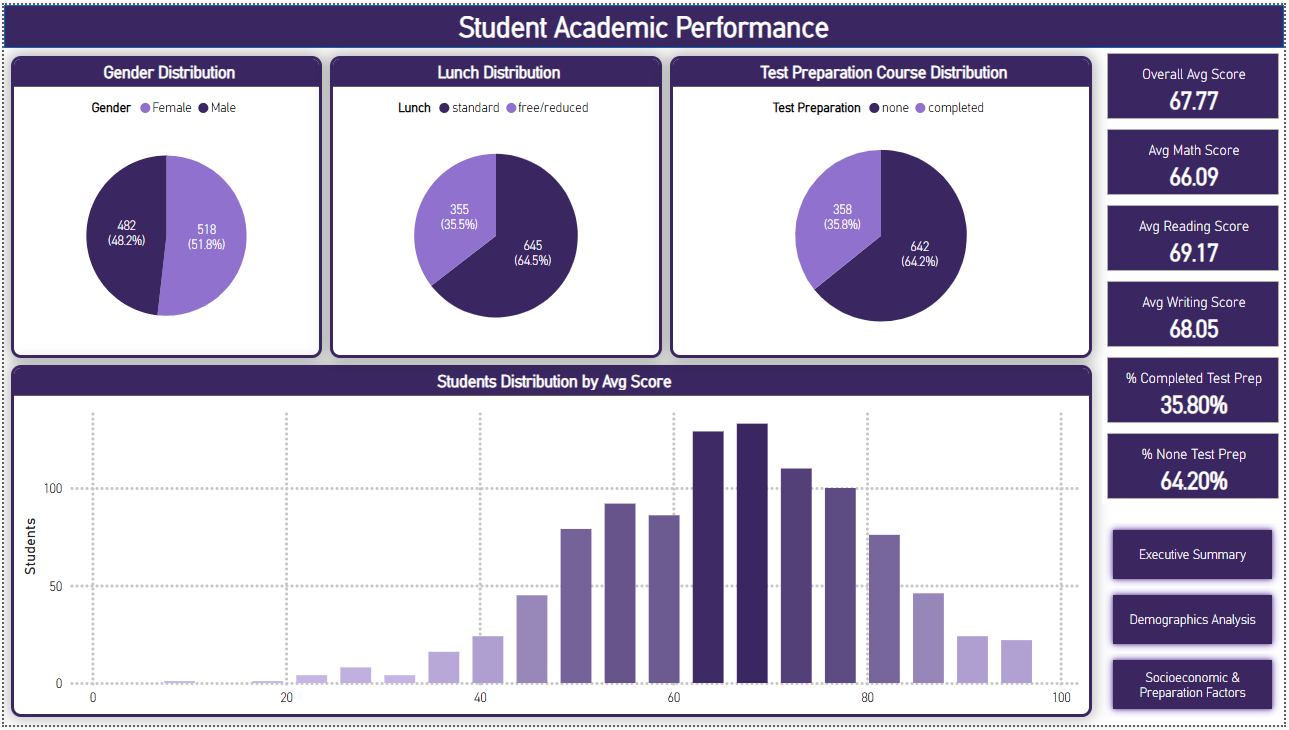 Student Academic Performance
Gender Distribution
Gender Female Male
482
(48.2%)
518
(51.8%)
Lunch Distribution
Lunch standard free/reduced
355
(35.5%)
645
(64.5%)
Test Preparation Course Distribution
Test Preparation none completed
358
(35.8%)
642
(64.2%)
Overall Avg Score
67.77
Avg Math Score
66.09
Avg Reading Score
69.17
Avg Writing Score
68.05
% Completed Test Prep
35.80%
% None Test Prep
64.20%
Students Distribution by Avg Score
Students
100
50
0
0 20 40 60 80 100
Executive Summary
Demographics Analysis
Socioeconomic &
Preparation Factors